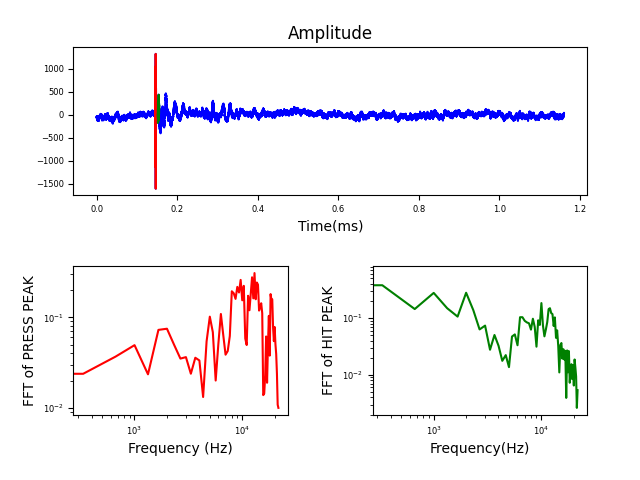 Amplitude
1000
500
0
−500
−1000
−1500
0.0 0.2 0.4 0.6 0.8 1.0 1.2
Time(ms)
FFT of PRESS PEAK
10⁻¹
10⁻²
10³ 10⁴
Frequency (Hz)
FFT of HIT PEAK
10⁻¹
10⁻²
10³ 10⁴
Frequency(Hz)